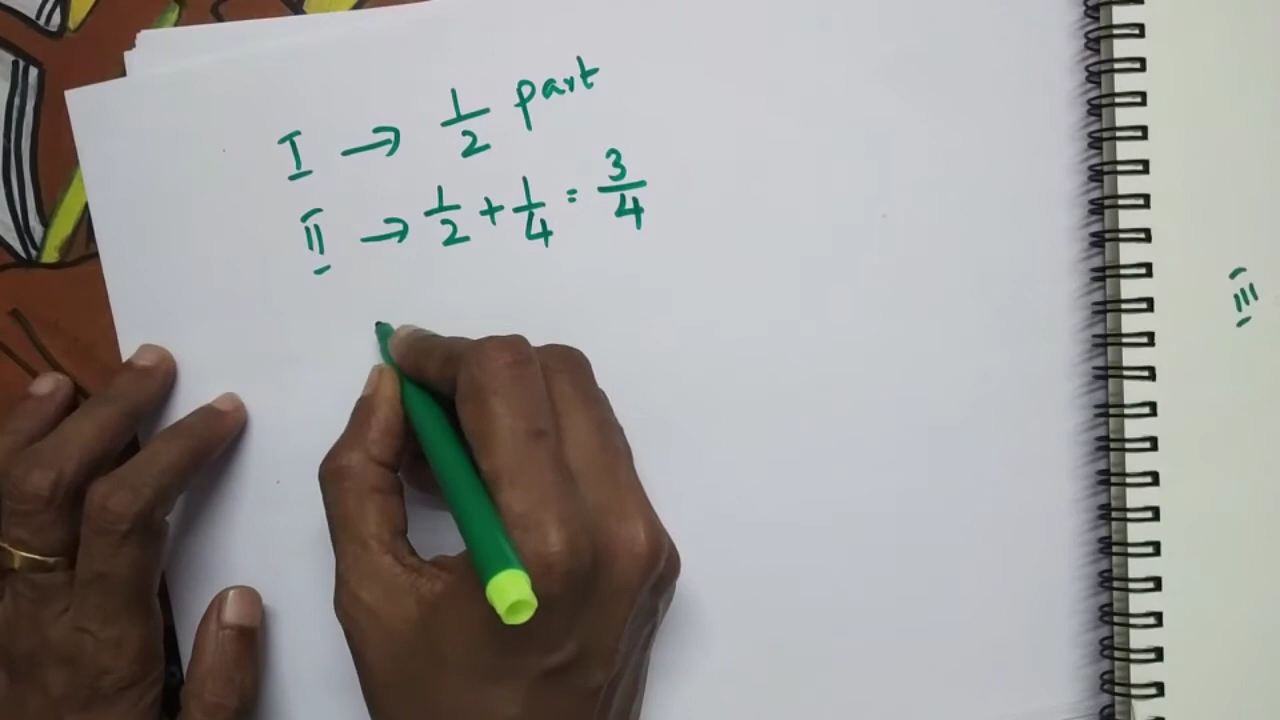 I → 1/2 part
II → 1/2 + 1/4 = 3/4
III